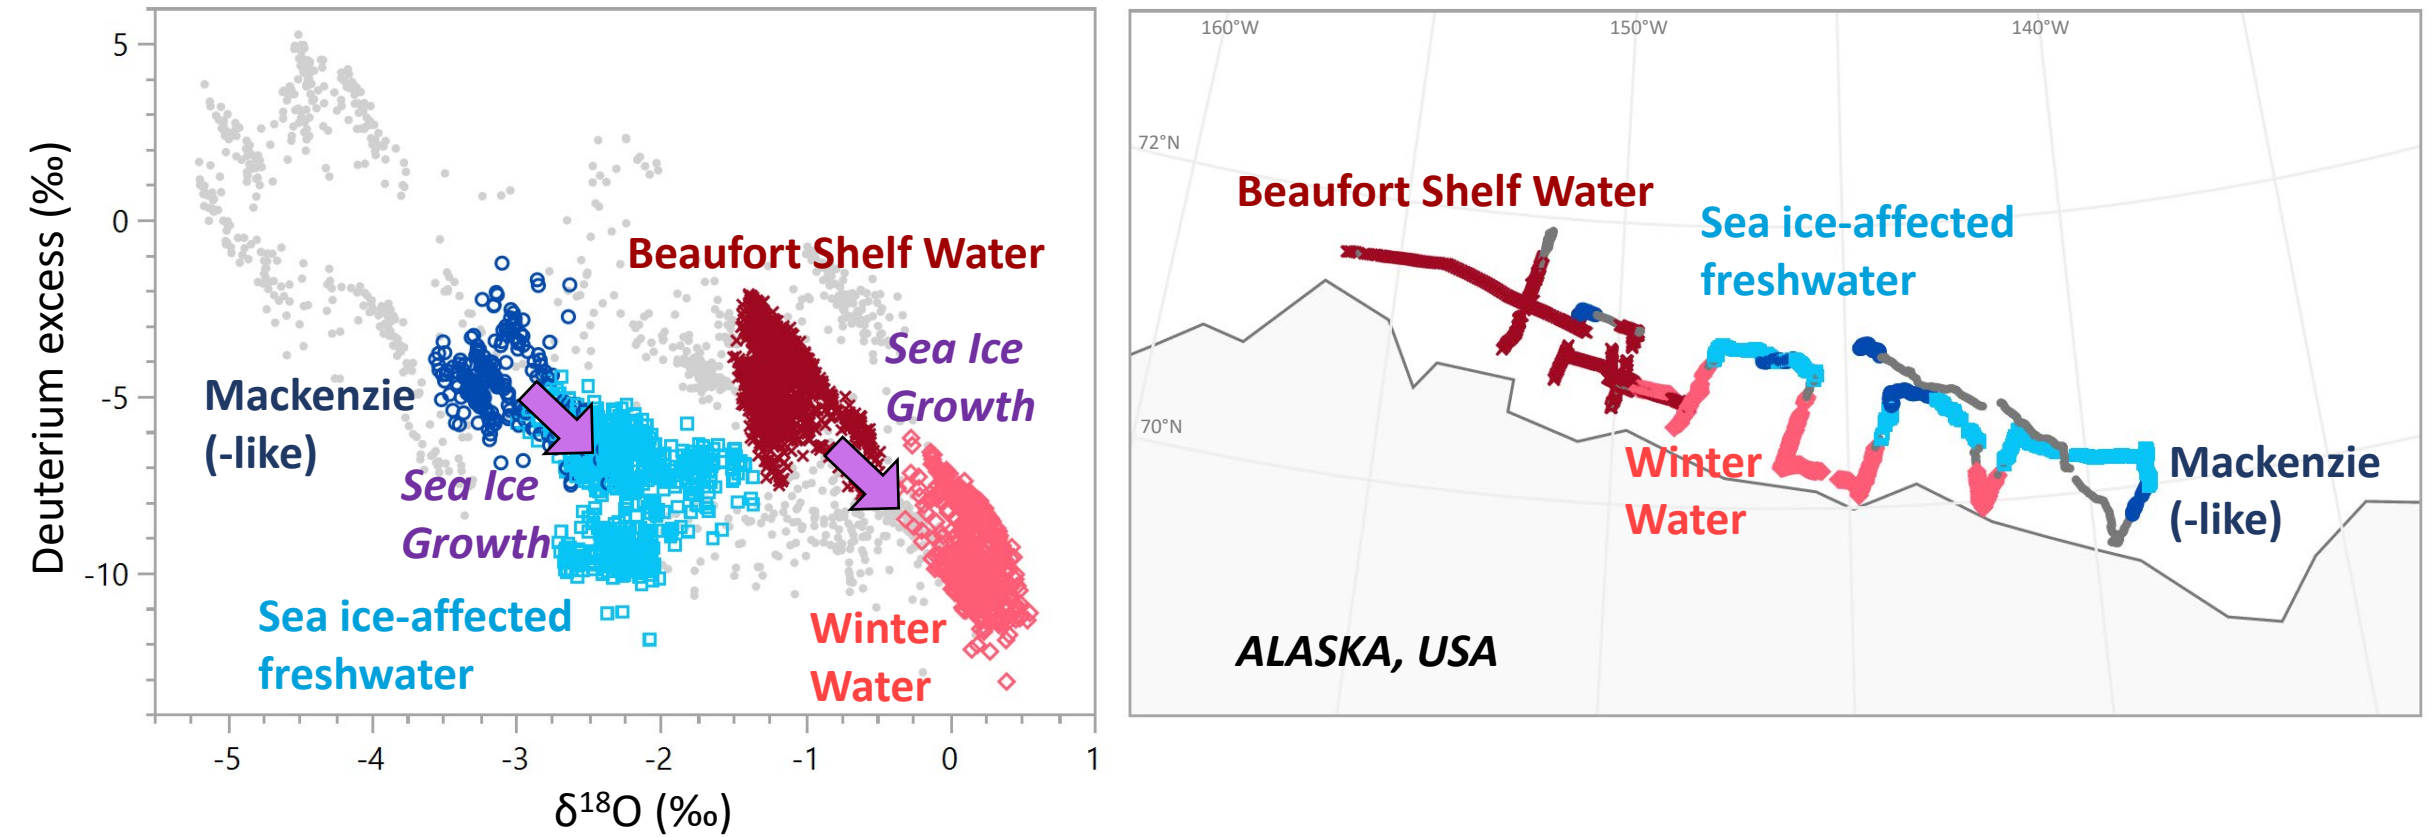 Deuterium excess (‰)
5
0
-5
-10
Beaufort Shelf Water
Sea Ice
Growth
Mackenzie
(-like)
Sea Ice
Growth
Sea ice-affected
freshwater
Winter
Water
-5
-4
-3
-2
-1
0
1
δ¹⁸O (‰)
160°W
150°W
140°W
72°N
70°N
Beaufort Shelf Water
Sea ice-affected
freshwater
Winter
Water
Mackenzie
(-like)
ALASKA, USA